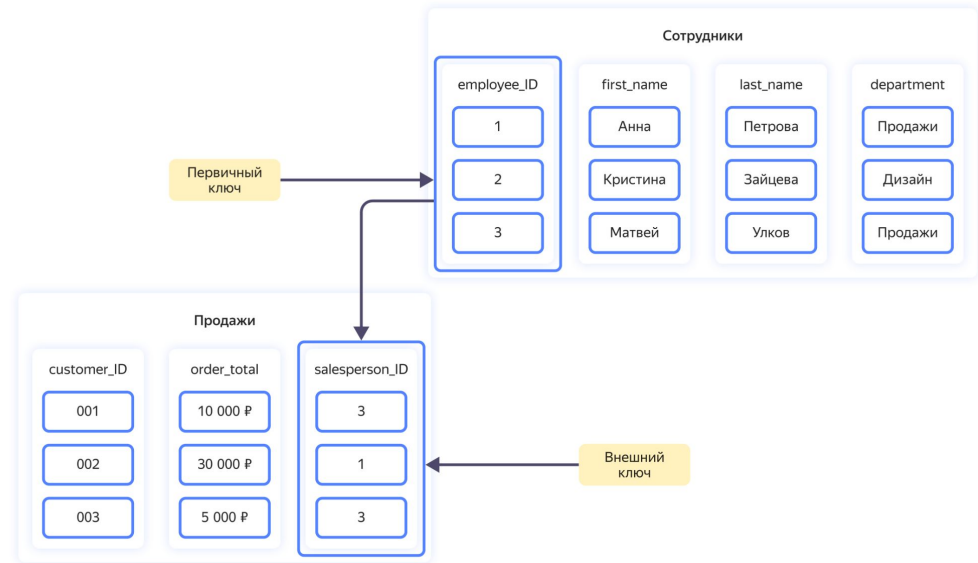 Сотрудники
employee_ID first_name last_name department
1 Анна Петрова Продажи
Первичный
ключ
2 Кристина Зайцева Дизайн
3 Матвей Улков Продажи
Продажи
customer_ID order_total salesperson_ID
001 10 000 ₽ 3
002 30 000 ₽ 1
Внешний
ключ
003 5 000 ₽ 3